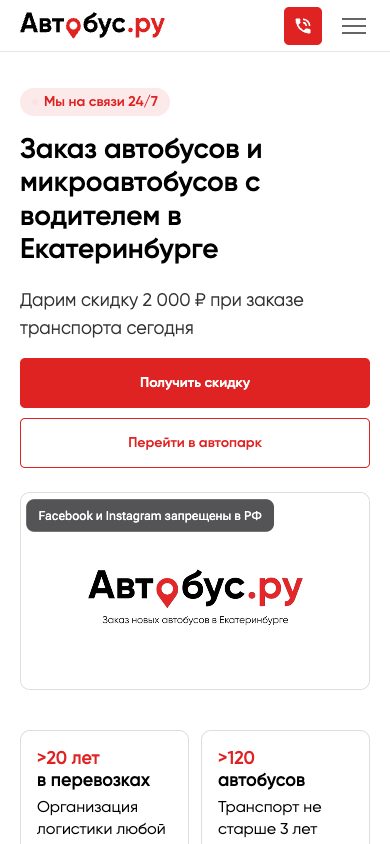 Автобус.ру
Мы на связи 24/7
Заказ автобусов и
микроавтобусов с
водителем в
Екатеринбурге
Дарим скидку 2 000 ₽ при заказе
транспорта сегодня
Получить скидку
Перейти в автопарк
Facebook и Instagram запрещены в РФ
Автобус.ру
Заказ новых автобусов в Екатеринбурге
>20 лет
в перевозках
Организация
логистики любой
>120
автобусов
Транспорт не
старше 3 лет